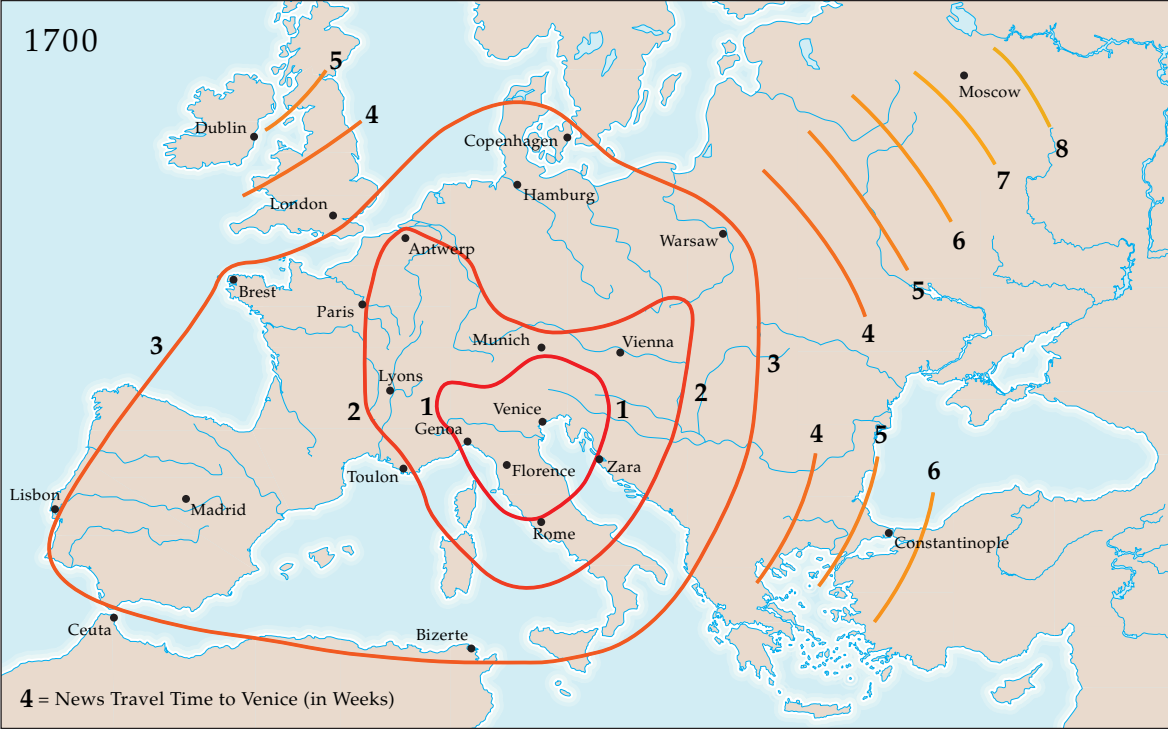 1700
5
4
Dublin
London
Copenhagen
Hamburg
Moscow
8
7
6
5
4
Warsaw
Antwerp
Brest
Paris
3
Munich
Vienna
3
Lyons
2
1
Venice
1
2
Genoa
4
5
6
Florence
Zara
Toulon
Lisbon
Madrid
Rome
Constantinople
Ceuta
Bizerte
4 = News Travel Time to Venice (in Weeks)